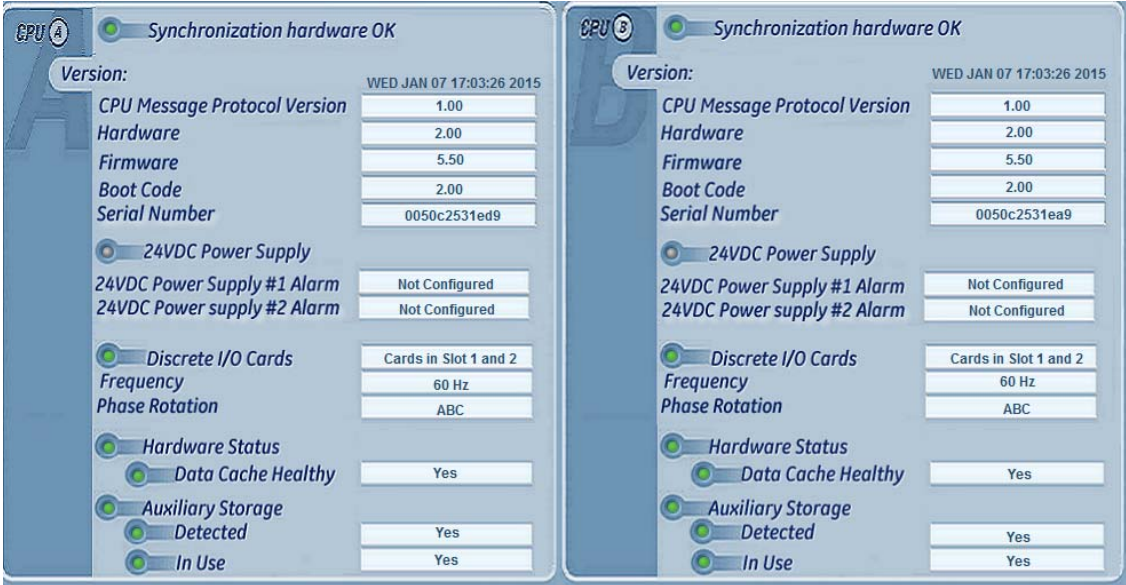 CPU A Synchronization hardware OK
Version: WED JAN 07 17:03:26 2015
CPU Message Protocol Version 1.00
Hardware 2.00
Firmware 5.50
Boot Code 2.00
Serial Number 0050c2531ed9
24VDC Power Supply
24VDC Power Supply #1 Alarm Not Configured
24VDC Power supply #2 Alarm Not Configured
Discrete I/O Cards Cards in Slot 1 and 2
Frequency 60 Hz
Phase Rotation ABC
Hardware Status
Data Cache Healthy Yes
Auxiliary Storage
Detected Yes
In Use Yes
A
CPU B Synchronization hardware OK
Version: WED JAN 07 17:03:26 2015
CPU Message Protocol Version 1.00
Hardware 2.00
Firmware 5.50
Boot Code 2.00
Serial Number 0050c2531ea9
24VDC Power Supply
24VDC Power Supply #1 Alarm Not Configured
24VDC Power supply #2 Alarm Not Configured
Discrete I/O Cards Cards in Slot 1 and 2
Frequency 60 Hz
Phase Rotation ABC
Hardware Status
Data Cache Healthy Yes
Auxiliary Storage
Detected Yes
In Use Yes
B